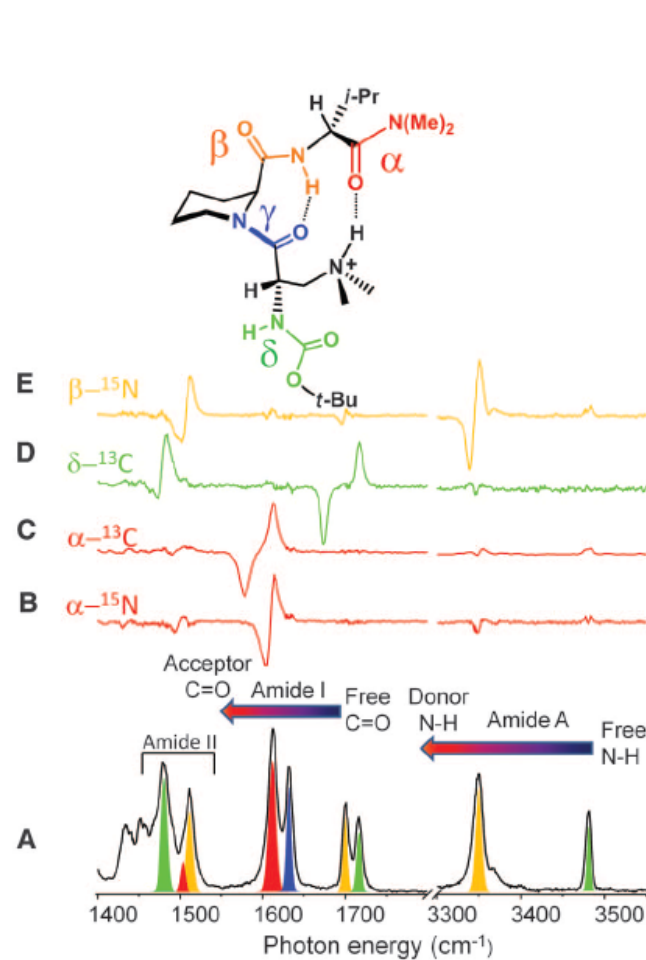 H i-Pr
O N(Me)2
β N α
H O
N γ O H
H N+
H N δ O
O t-Bu
E β–15N
D δ–13C
C α–13C
B α–15N
Acceptor
C=O Amide I Free
C=O Donor
N-H Amide A Free
N-H
Amide II
A
1400 1500 1600 1700 3300 3400 3500
Photon energy (cm-1)